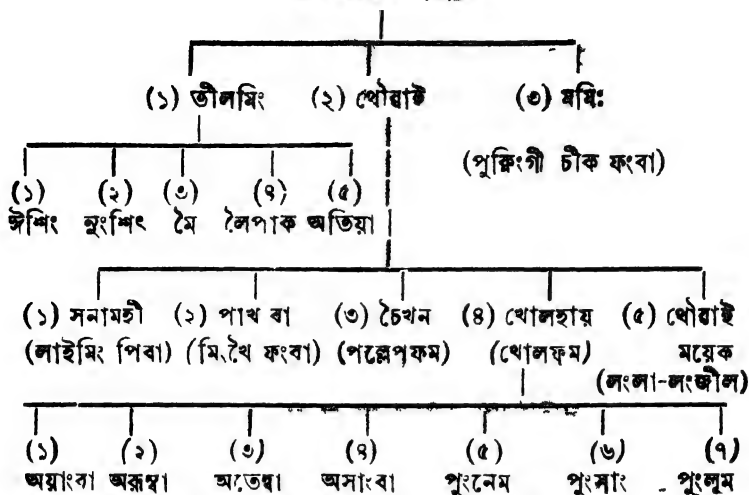 (১) তীলমিং (২) থৌৱাই (৩) মমিঃ
(পুক্নিংগী চীক ফংবা)
(১) (২) (৩) (৪) (৫)
ঈশিং নুংশিৎ মৈ লৈপাক অতিয়া
(১) সনামহী (২) পাখ বা (৩) চৈখন (৪) থোলহায় (৫) থৌৱাই
(লাইমিং পিবা) (মিংথৈ ফংবা) (পল্লেপ্‌ফম) (থোলফম) ময়েক
(লংলা-লংজীল)
(১) (২) (৩) (৪) (৫) (৬) (৭)
অয়াংবা অরূম্বা অতেম্বা অসাংবা পুংনেম পুংসাং পুংলুম